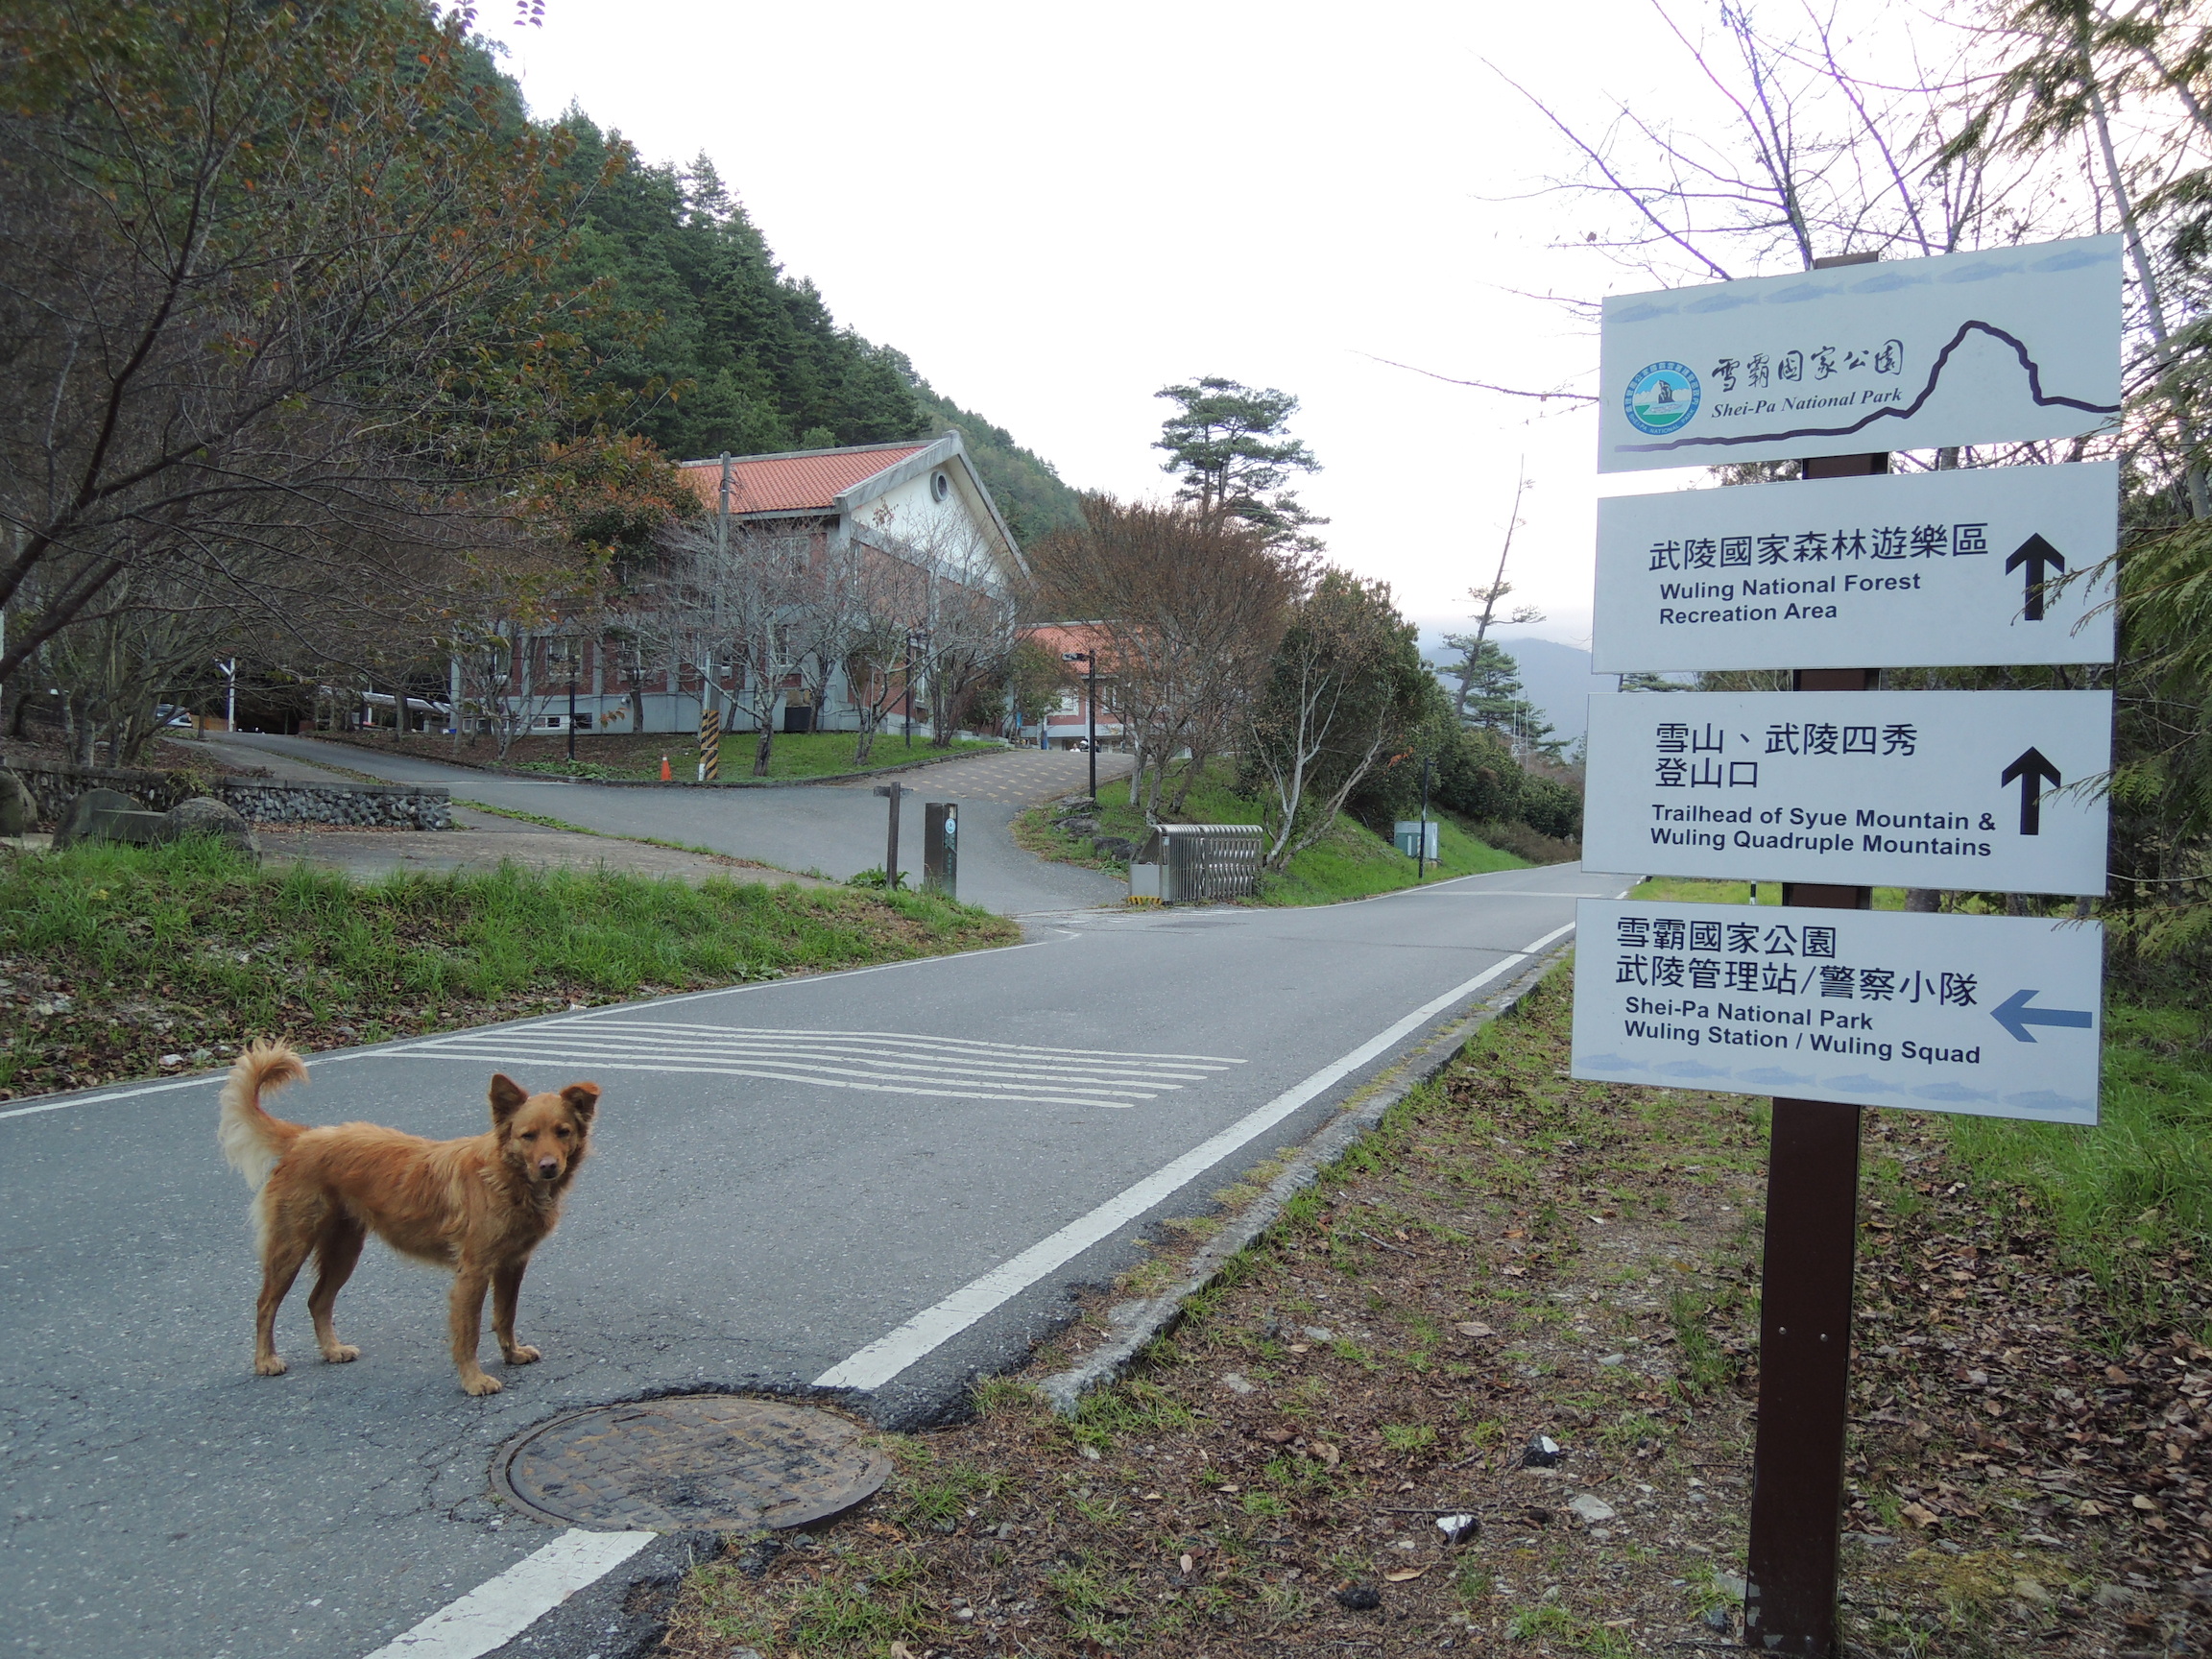 雪霸國家公園
Shei-Pa National Park
武陵國家森林遊樂區
Wuling National Forest
Recreation Area
雪山、武陵四秀
登山口
Trailhead of Syue Mountain &
Wuling Quadruple Mountains
雪霸國家公園
武陵管理站/警察小隊
Shei-Pa National Park
Wuling Station / Wuling Squad